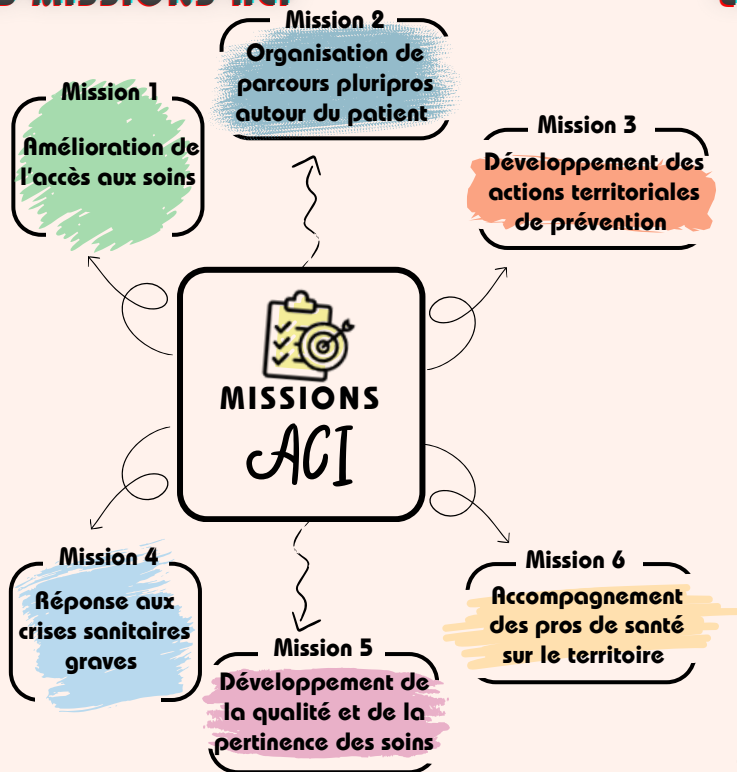 MISSIONS ACI
Mission 1
Amélioration de
l'accès aux soins
Mission 2
Organisation de
parcours pluripros
autour du patient
Mission 3
Développement des
actions territoriales
de prévention
MISSIONS
ACI
Mission 4
Réponse aux
crises sanitaires
graves
Mission 5
Développement de
la qualité et de la
pertinence des soins
Mission 6
Accompagnement
des pros de santé
sur le territoire